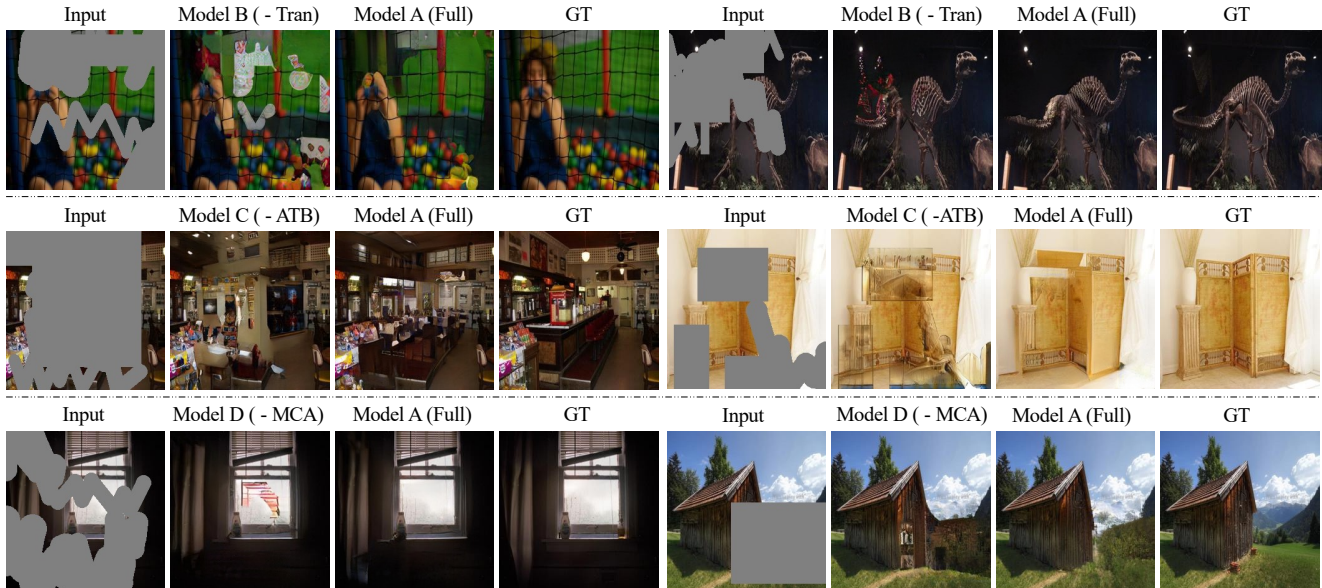 Input Model B ( - Tran) Model A (Full) GT Input Model B ( - Tran) Model A (Full) GT
Input Model C ( - ATB) Model A (Full) GT Input Model C ( -ATB) Model A (Full) GT
Input Model D ( - MCA) Model A (Full) GT Input Model D ( - MCA) Model A (Full) GT